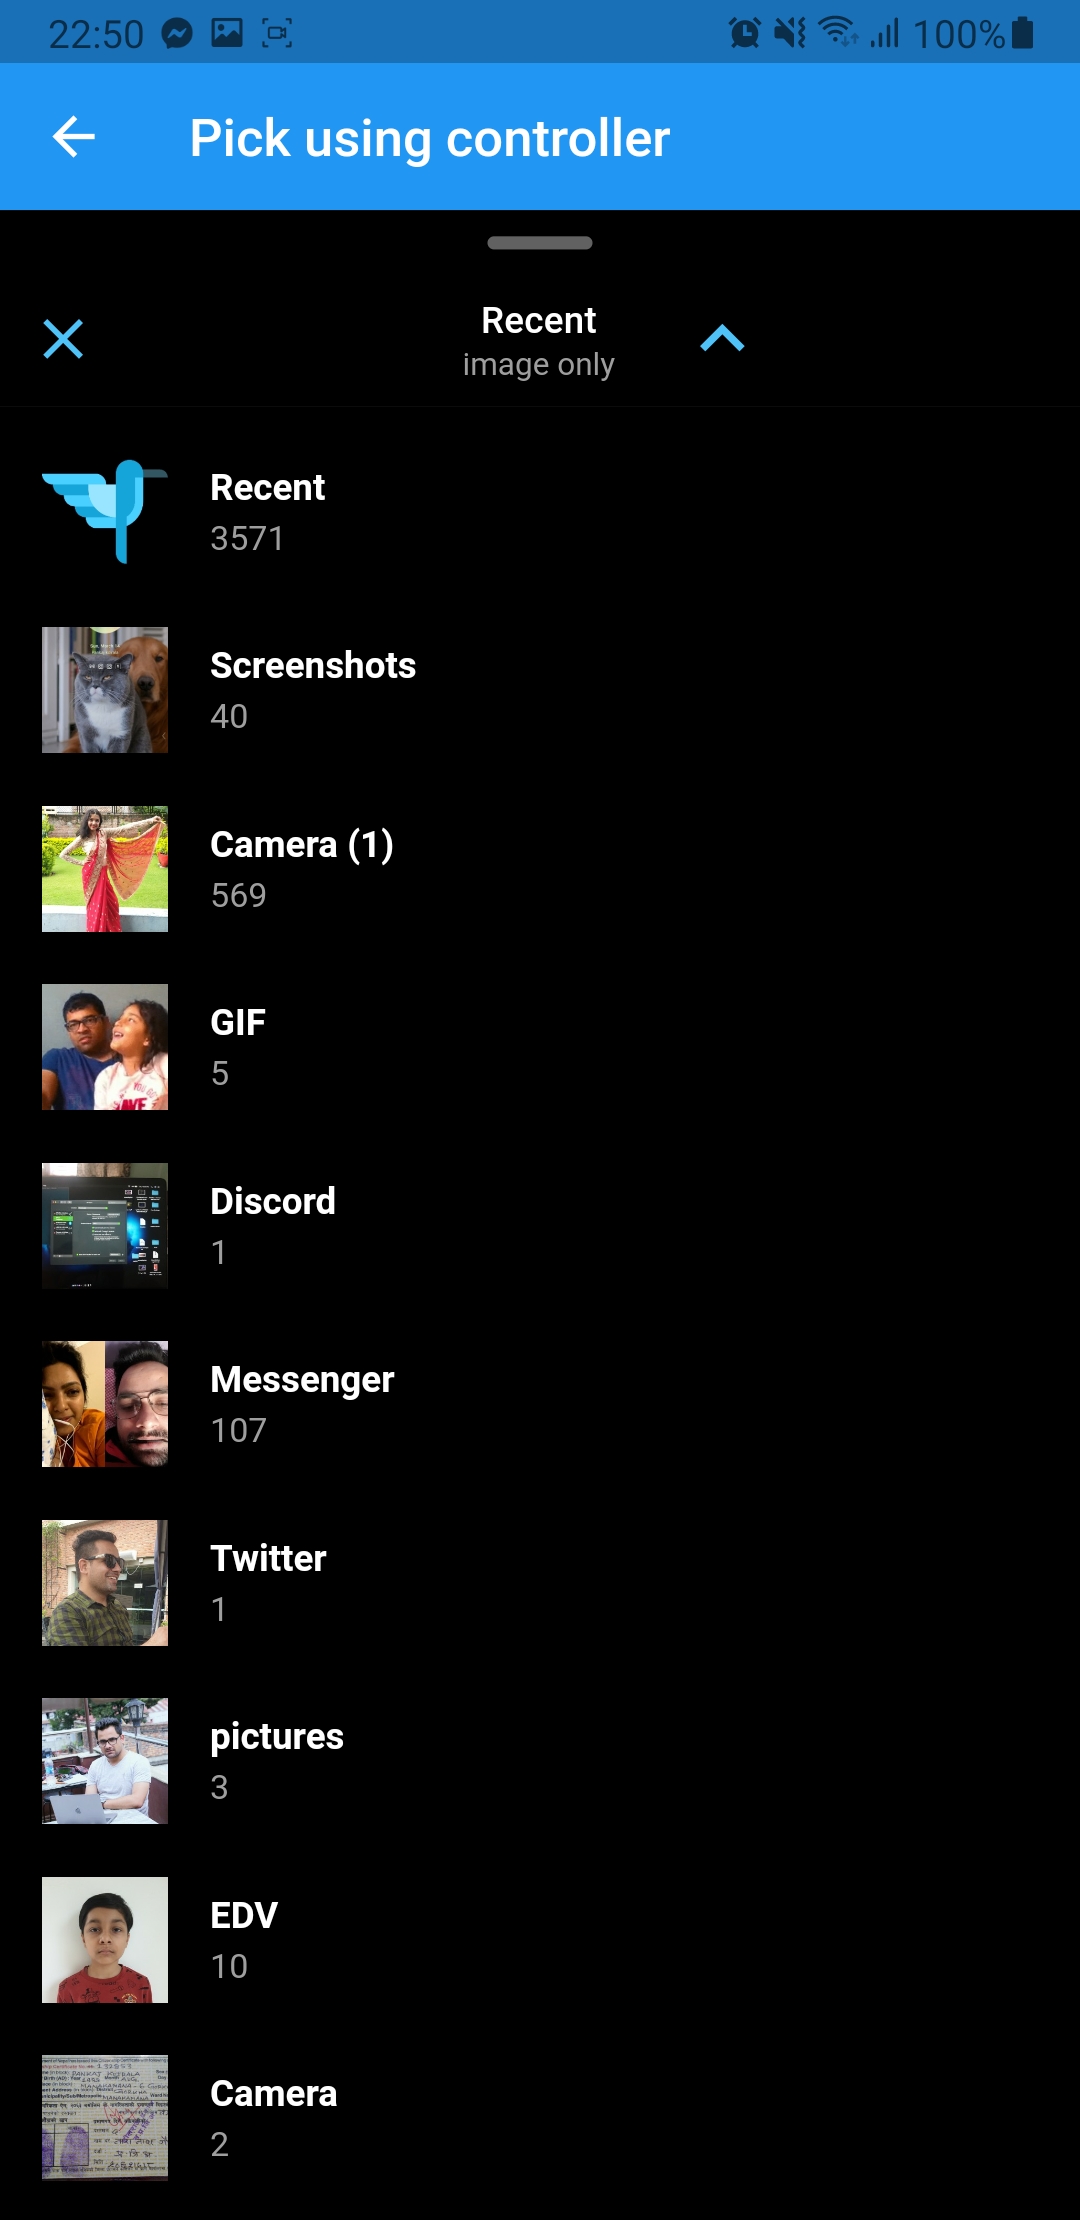 22:50
100%
Pick using controller
Recent
image only
Recent
3571
Screenshots
40
Camera (1)
569
GIF
5
Discord
1
Messenger
107
Twitter
1
pictures
3
EDV
10
Camera
2